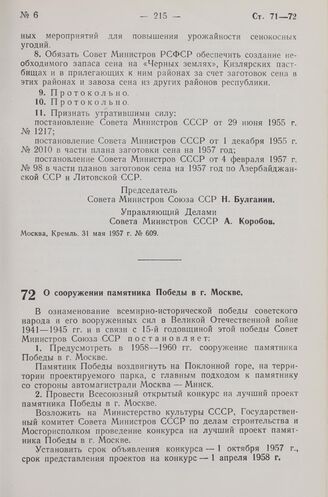 № 6 — 215 — Ст. 71—72
ных мероприятий для повышения урожайности сенокосных
угодий.
8. Обязать Совет Министров РСФСР обеспечить создание не-
обходимого запаса сена на «Черных землях», Кизлярских паст-
бищах и в прилегающих к ним районах за счет заготовок сена в
этих районах и завоза сена из других районов республики.
9. Протокольно.
10. Протокольно.
11. Признать утратившими силу:
постановление Совета Министров СССР от 29 июня 1955 г.
№ 1217;
постановление Совета Министров СССР от 1 декабря 1955 г.
№ 2010 в части плана заготовки сена на 1957 год;
постановление Совета Министров СССР от 4 февраля 1957 г.
№ 98 в части планов заготовок сена на 1957 год по Азербайджан-
ской ССР и Литовской ССР.
Председатель
Совета Министров Союза ССР Н. Булганин.
Управляющий Делами
Совета Министров СССР А. Коробов.
Москва, Кремль. 31 мая 1957 г. № 609.
72 О сооружении памятника Победы в г. Москве.
В ознаменование всемирно-исторической победы советского
народа и его вооруженных сил в Великой Отечественной войне
1941—1945 гг. и в связи с 15-й годовщиной этой победы Совет
Министров Союза ССР постановляет:
1. Предусмотреть в 1958—1960 гг. сооружение памятника
Победы в г. Москве.
Памятник Победы воздвигнуть на Поклонной горе, на тер-
ритории проектируемого парка, с главным подходом к памятнику
со стороны автомагистрали Москва — Минск.
2. Провести Всесоюзный открытый конкурс на лучший проект
памятника Победы в г. Москве.
Возложить на Министерство культуры СССР, Государствен-
ный комитет Совета Министров СССР по делам строительства и
Мосгорисполком проведение конкурса на лучший проект памят-
ника Победы в г. Москве.
Установить срок объявления конкурса — 1 октября 1957 г.,
срок представления проектов на конкурс — 1 апреля 1958 г.